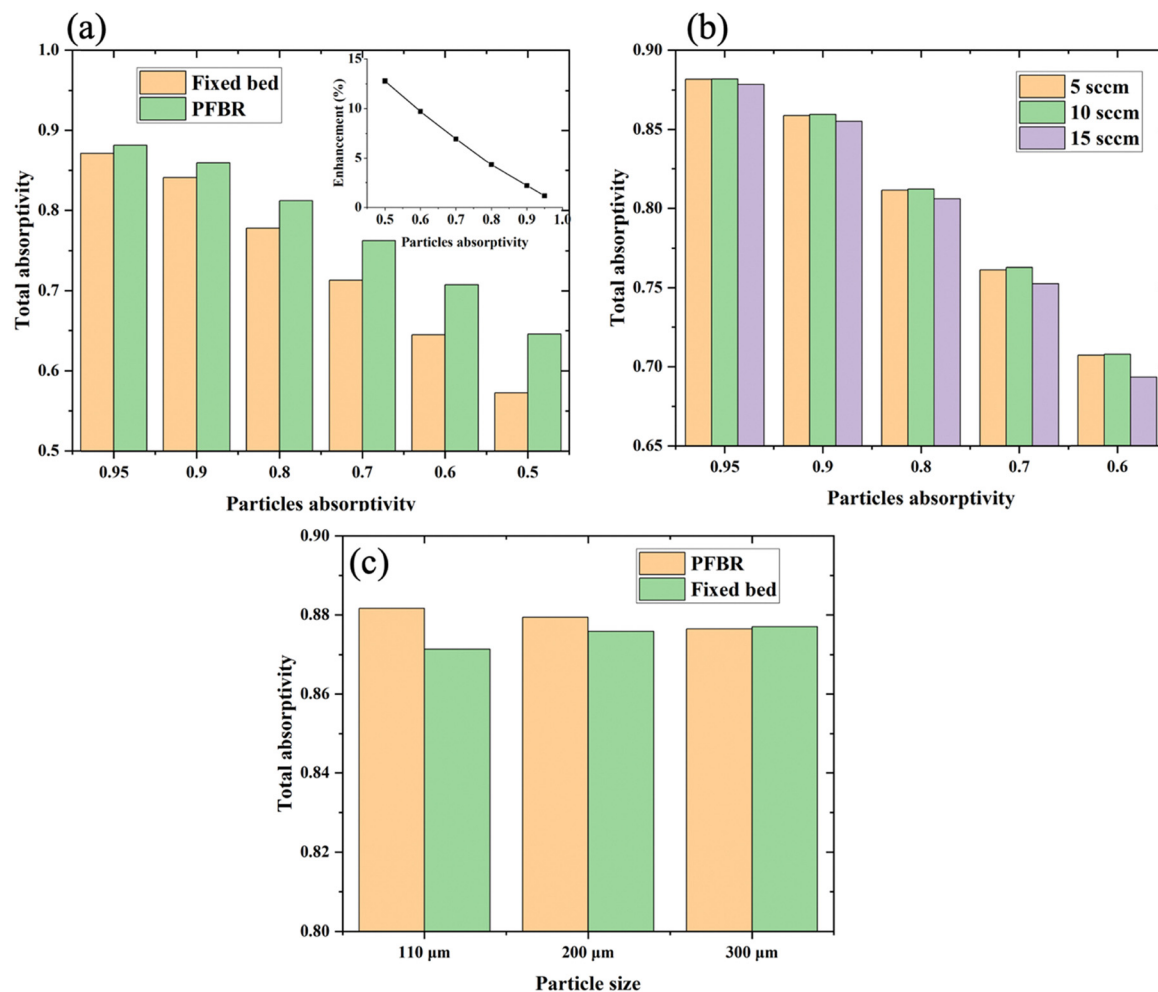 (a)
Total absorptivity
1.0
0.9
0.8
0.7
0.6
0.5
Fixed bed
PFBR
Enhancement (%)
15
10
5
0
0.5 0.6 0.7 0.8 0.9 1.0
Particles absorptivity
0.95 0.9 0.8 0.7 0.6 0.5
Particles absorptivity
(b)
Total absorptivity
0.90
0.85
0.80
0.75
0.70
0.65
5 sccm
10 sccm
15 sccm
0.95 0.9 0.8 0.7 0.6
Particles absorptivity
(c)
Total absorptivity
0.90
0.88
0.86
0.84
0.82
0.80
PFBR
Fixed bed
110 μm 200 μm 300 μm
Particle size